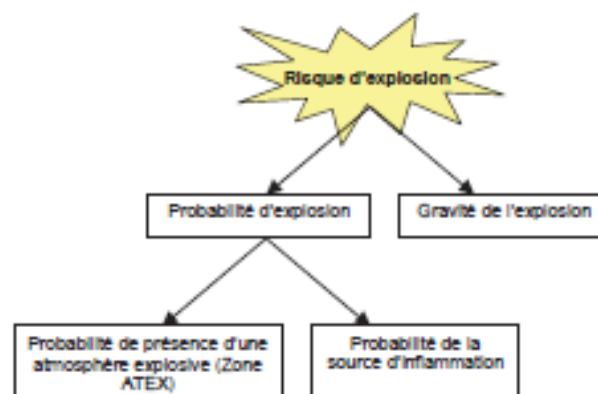 Risque d'explosion
Probabilité d'explosion
Gravité de l'explosion
Probabilité de présence d'une
atmosphère explosive (Zone
ATEX)
Probabilité de la
source d'inflammation